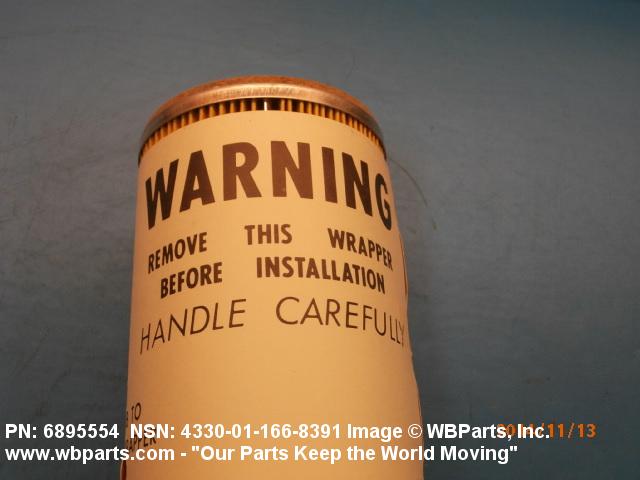 WARNING
REMOVE THIS WRAPPER
BEFORE INSTALLATION
HANDLE CAREFULLY
TO
PN: 6895554 NSN: 4330-01-166-8391 Image © WBParts, Inc.
www.wbparts.com - "Our Parts Keep the World Moving"